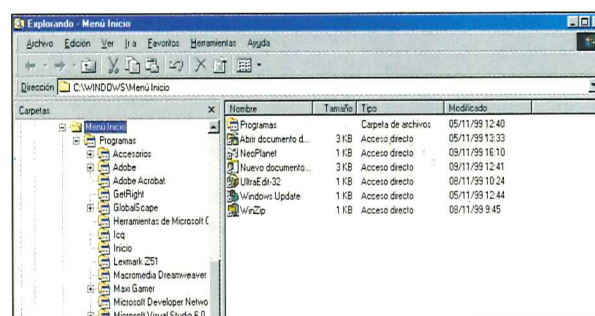 Explorando - Menú Inicio
Archivo Edición Ver Ir a Favoritos Herramientas Ayuda
Dirección C:\WINDOWS\Menú Inicio
Carpetas × Nombre Tamaño Tipo Modificado
Menú Inicio
Programas
Accesorios
Adobe
Adobe Acrobat
GetRight
GlobalScape
Herramientas de Microsoft O
Icq
Inicio
Lexmark Z51
Macromedia Dreamweaver
Maxi Gamer
Microsoft Developer Netwo
Microsoft Visual Studio 6.0
Programas Carpeta de archivos 05/11/99 12:40
Abrir documento d... 3 KB Acceso directo 05/11/99 13:33
NeoPlanet 1 KB Acceso directo 09/11/99 16:10
Nuevo documento... 3 KB Acceso directo 09/11/99 12:41
UltraEdit-32 1 KB Acceso directo 08/11/99 10:24
Windows Update 1 KB Acceso directo 05/11/99 12:44
WinZip 1 KB Acceso directo 08/11/99 9:45